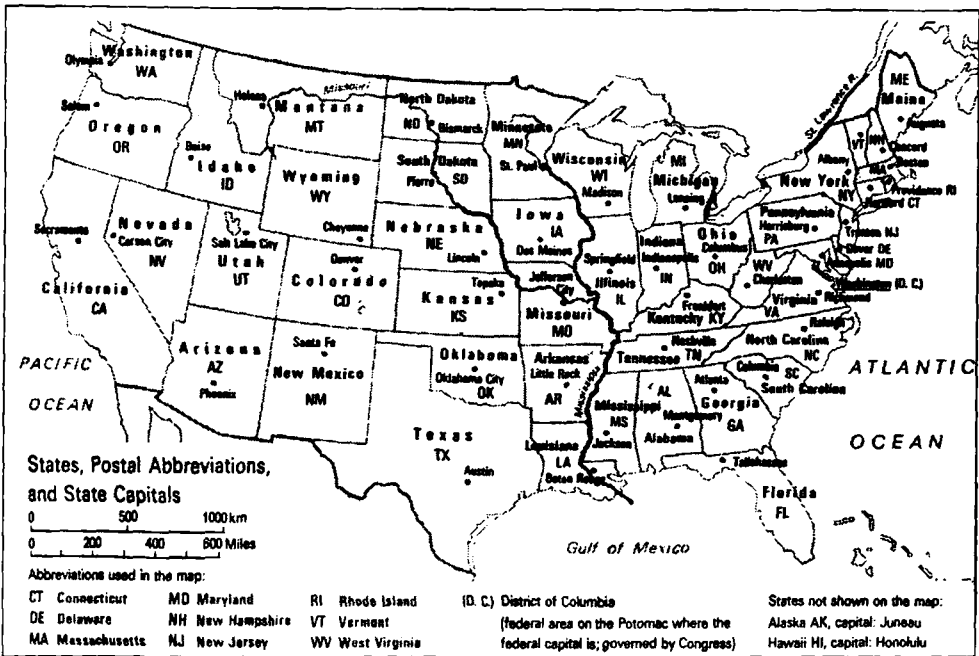 Washington
WA
Olympia
Salem
Oregon
OR
Boise
Idaho
ID
Helena
Missouri
Montana
MT
North Dakota
ND
Bismarck
Minnesota
MN
St. Paul
South Dakota
SD
Pierre
Wyoming
WY
Cheyenne
Wisconsin
WI
Madison
MI
Michigan
Lansing
St. Lawrence R.
ME
Maine
Augusta
VT
NH
Concord
Albany
MA
Boston
New York
NY
Providence RI
Hartford CT
Pennsylvania
Harrisburg
PA
Trenton NJ
Dover DE
Annapolis MD
Washington (D. C.)
Sacramento
Nevada
Carson City
NV
Salt Lake City
Utah
UT
California
CA
Denver
Colorado
CO
Nebraska
NE
Lincoln
Iowa
IA
Des Moines
Topeka
Kansas
KS
Jefferson
City
Missouri
MO
Springfield
Illinois
IL
Indiana
Indianapolis
IN
Ohio
Columbus
OH
WV
Charleston
Virginia
VA
Richmond
Frankfort
Kentucky KY
Nashville
Tennessee TN
Raleigh
North Carolina
NC
Columbia
SC
South Carolina
PACIFIC
OCEAN
Arizona
AZ
Phoenix
Santa Fe
New Mexico
NM
Oklahoma
Oklahoma City
OK
Arkansas
Little Rock
AR
Mississippi
Mississippi
MS
Jackson
AL
Montgomery
Alabama
Atlanta
Georgia
GA
ATLANTIC
OCEAN
Texas
TX
Austin
Louisiana
LA
Baton Rouge
Tallahassee
Florida
FL
Gulf of Mexico
States, Postal Abbreviations,
and State Capitals
0 500 1000 km
0 200 400 600 Miles
Abbreviations used in the map:
CT Connecticut
DE Delaware
MA Massachusetts
MD Maryland
NH New Hampshire
NJ New Jersey
RI Rhode Island
VT Vermont
WV West Virginia
(D. C.) District of Columbia
(federal area on the Potomac where the
federal capital is; governed by Congress)
States not shown on the map:
Alaska AK, capital: Juneau
Hawaii HI, capital: Honolulu